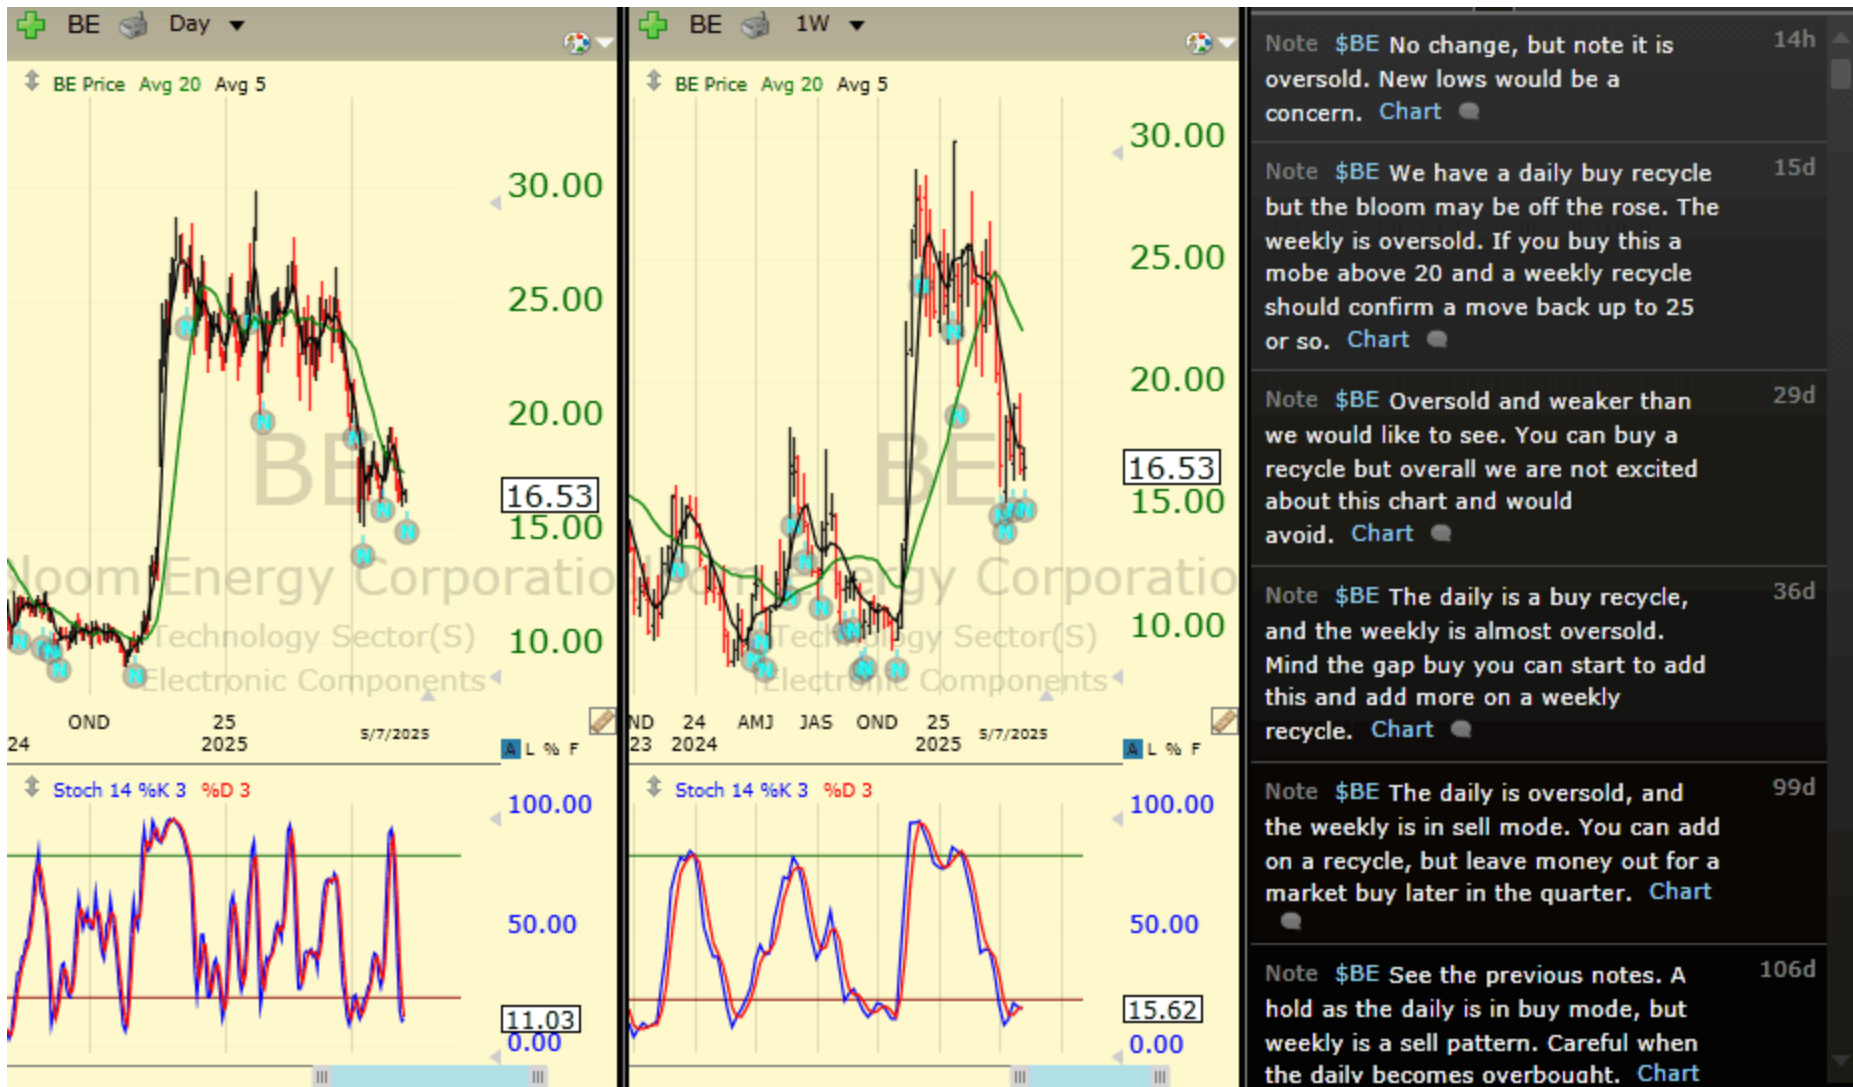 BE Day
BE Price Avg 20 Avg 5
30.00
25.00
20.00
16.53
15.00
10.00
BE
Bloom Energy Corporatio
Technology Sector(S)
Electronic Components
OND 25
24 2025 5/7/2025
A L % F
Stoch 14 %K 3 %D 3
100.00
50.00
11.03
0.00
BE 1W
BE Price Avg 20 Avg 5
30.00
25.00
20.00
16.53
15.00
10.00
BE
Energy Corporatio
Technology Sector(S)
Electronic Components
ND 24 AMJ JAS OND 25
23 2024 2025 5/7/2025
A L % F
Stoch 14 %K 3 %D 3
100.00
50.00
15.62
0.00
Note $BE No change, but note it is 14h
oversold. New lows would be a
concern. Chart
Note $BE We have a daily buy recycle 15d
but the bloom may be off the rose. The
weekly is oversold. If you buy this a
mobe above 20 and a weekly recycle
should confirm a move back up to 25
or so. Chart
Note $BE Oversold and weaker than 29d
we would like to see. You can buy a
recycle but overall we are not excited
about this chart and would
avoid. Chart
Note $BE The daily is a buy recycle, 36d
and the weekly is almost oversold.
Mind the gap buy you can start to add
this and add more on a weekly
recycle. Chart
Note $BE The daily is oversold, and 99d
the weekly is in sell mode. You can add
on a recycle, but leave money out for a
market buy later in the quarter. Chart
Note $BE See the previous notes. A 106d
hold as the daily is in buy mode, but
weekly is a sell pattern. Careful when
the daily becomes overbought. Chart